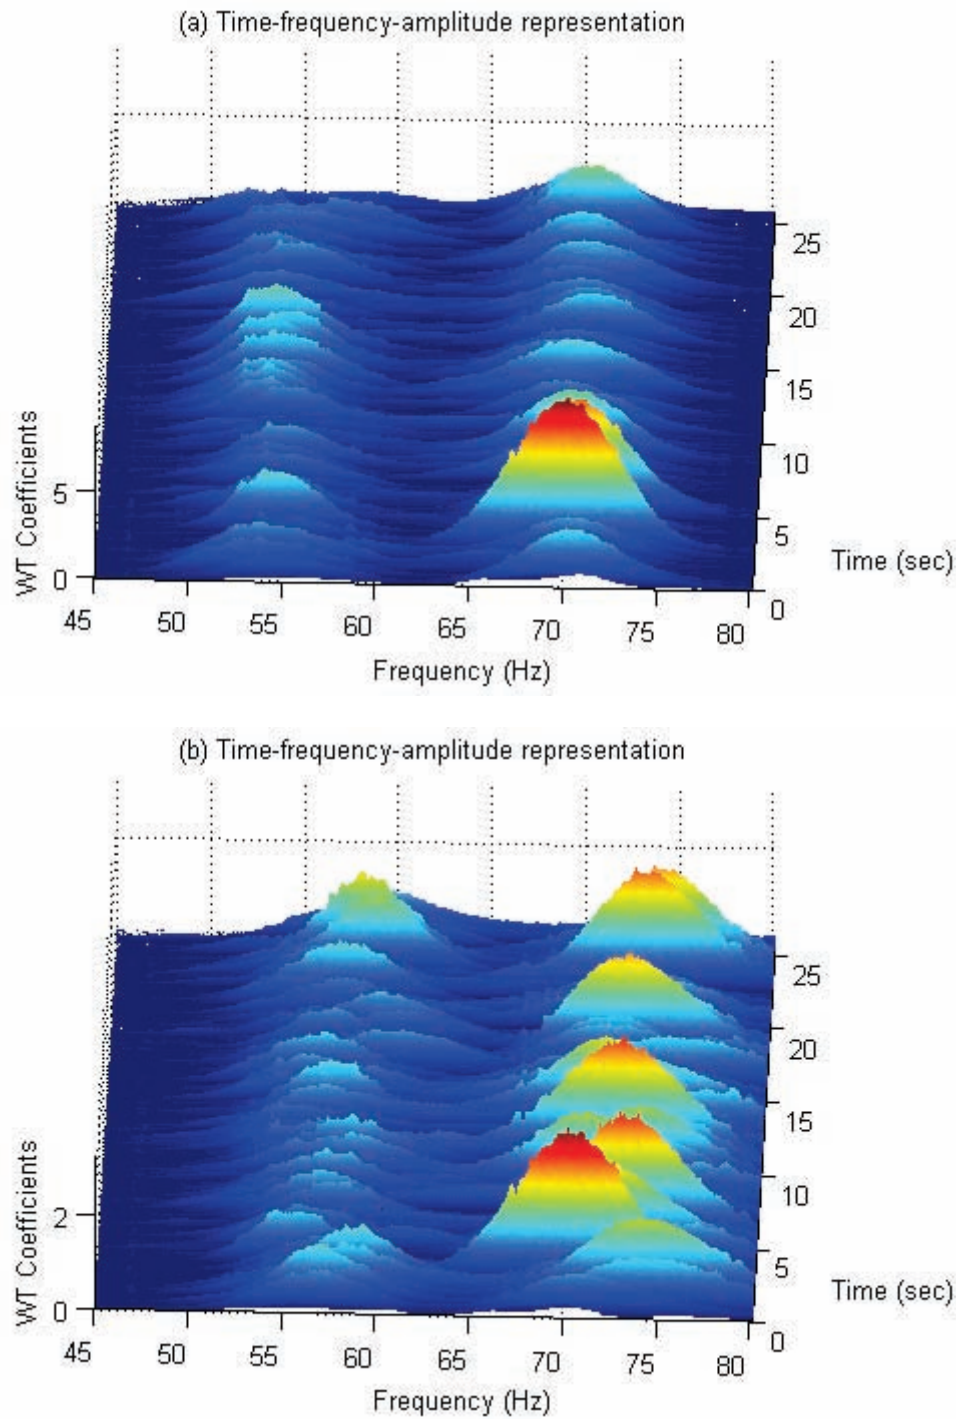 (a) Time-frequency-amplitude representation
25
20
15
10
5
0
Time (sec)
WT Coefficients
5
0
45 50 55 60 65 70 75 80
Frequency (Hz)
(b) Time-frequency-amplitude representation
25
20
15
10
5
0
Time (sec)
WT Coefficients
2
0
45 50 55 60 65 70 75 80
Frequency (Hz)